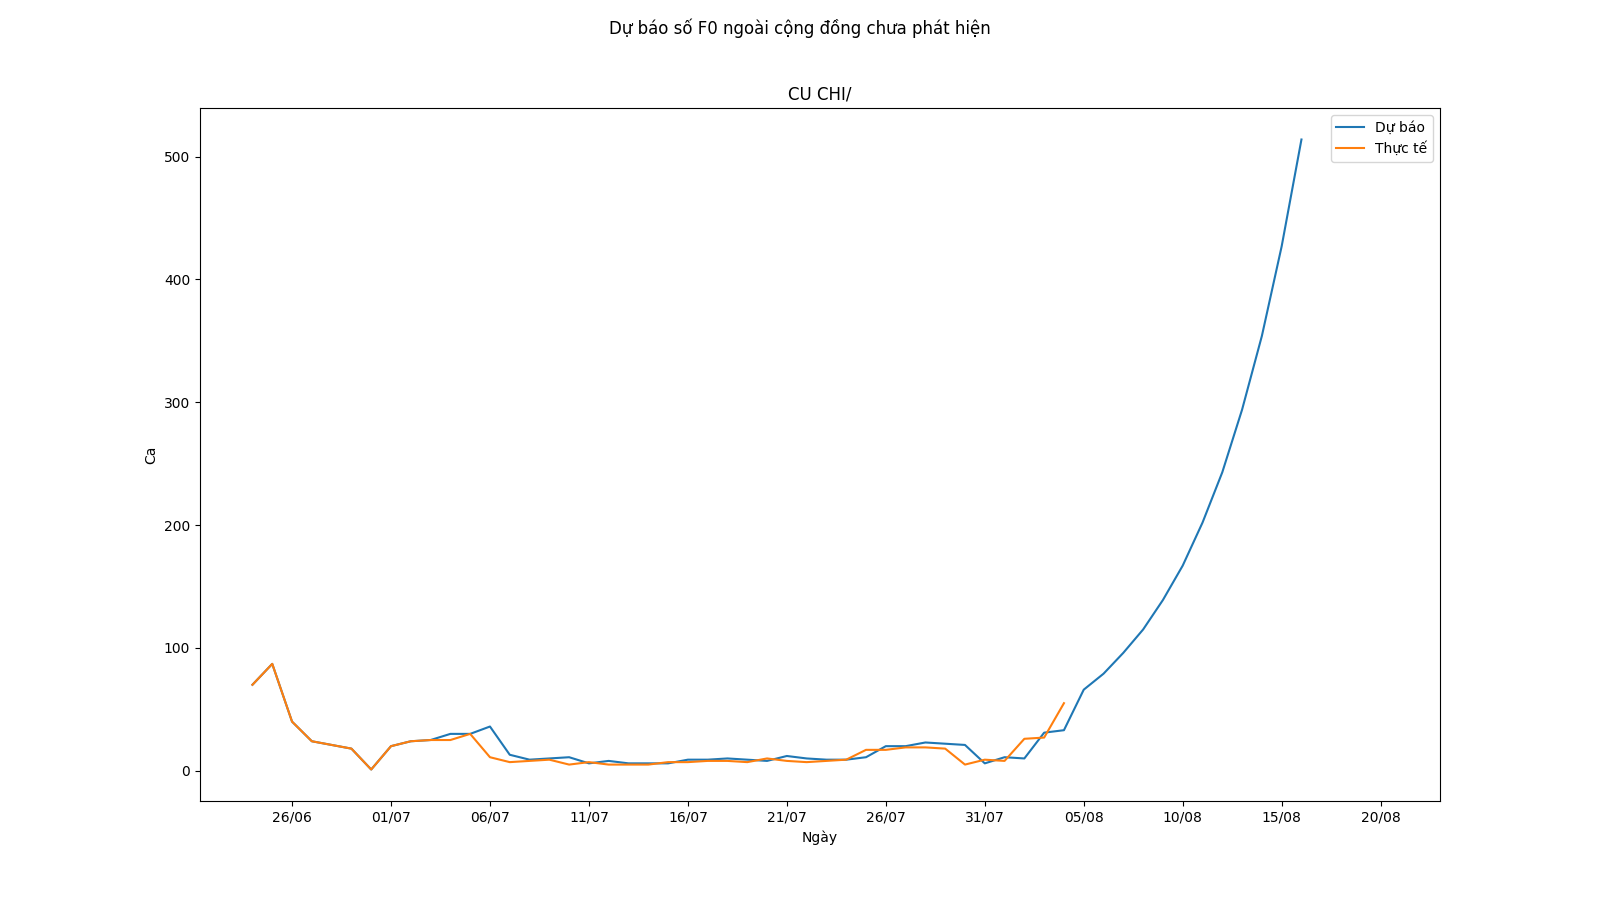 Dự báo số F0 ngoài cộng đồng chưa phát hiện
CU CHI/
Dự báo
Thực tế
500
400
300
200
100
0
Ca
26/06 01/07 06/07 11/07 16/07 21/07 26/07 31/07 05/08 10/08 15/08 20/08
Ngày